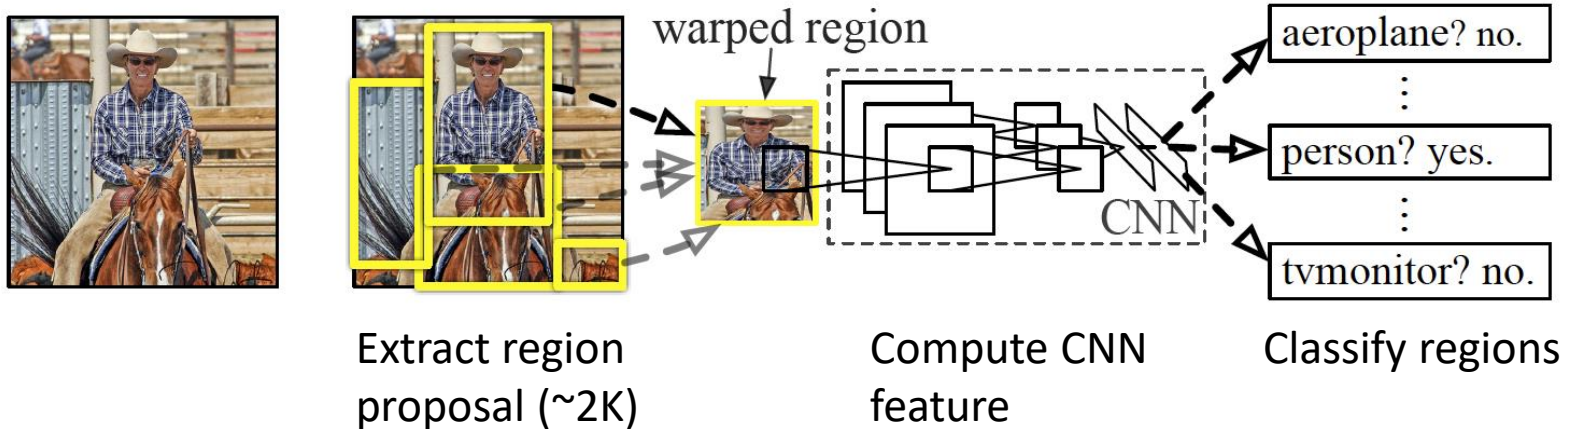 warped region
aeroplane? no.
person? yes.
CNN
tvmonitor? no.
Extract region
proposal (~2K)
Compute CNN
feature
Classify regions